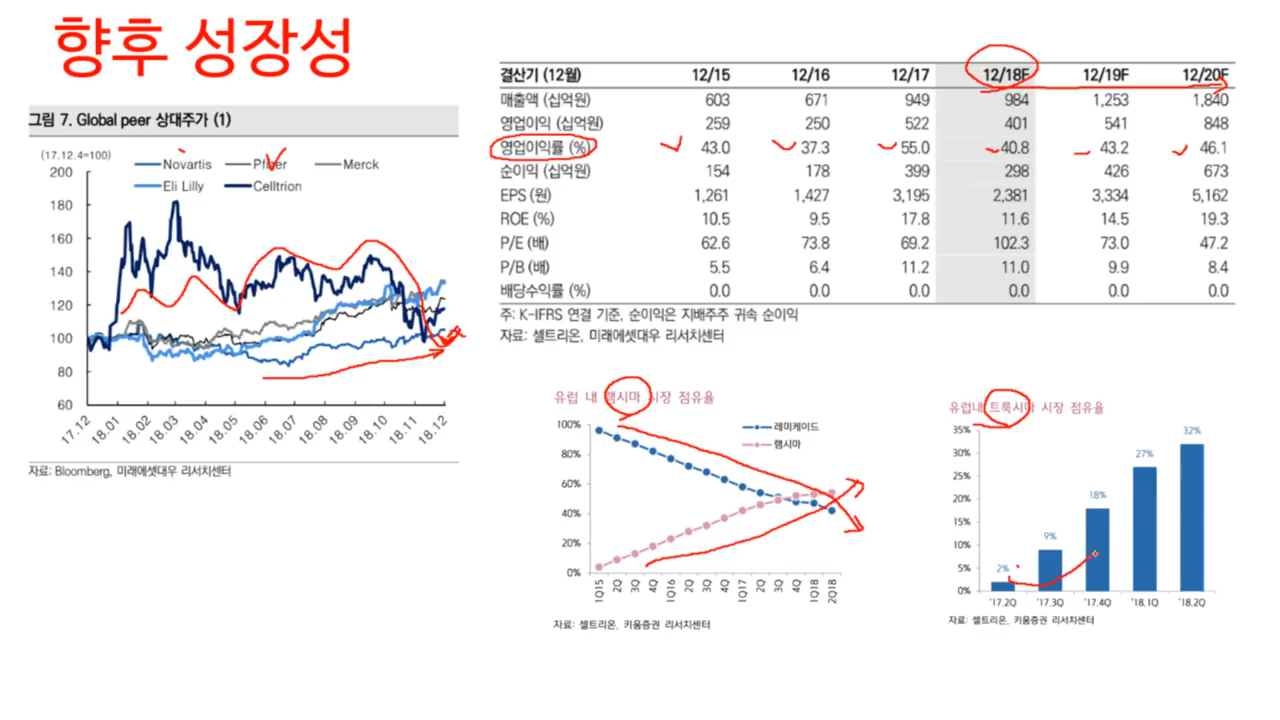 향후 성장성
그림 7. Global peer 상대주가 (1)
(17.12.4=100)
Novartis Pfizer Merck
Eli Lilly Celltrion
200
180
160
140
120
100
80
60
17.12 18.01 18.02 18.03 18.04 18.05 18.06 18.07 18.08 18.09 18.10 18.11 18.12
자료: Bloomberg, 미래에셋대우 리서치센터
결산기 (12월) 12/15 12/16 12/17 12/18F 12/19F 12/20F
매출액 (십억원) 603 671 949 984 1,253 1,840
영업이익 (십억원) 259 250 522 401 541 848
영업이익률 (%) 43.0 37.3 55.0 40.8 43.2 46.1
순이익 (십억원) 154 178 399 298 426 673
EPS (원) 1,261 1,427 3,195 2,381 3,334 5,162
ROE (%) 10.5 9.5 17.8 11.6 14.5 19.3
P/E (배) 62.6 73.8 69.2 102.3 73.0 47.2
P/B (배) 5.5 6.4 11.2 11.0 9.9 8.4
배당수익률 (%) 0.0 0.0 0.0 0.0 0.0 0.0
주: K-IFRS 연결 기준, 순이익은 지배주주 귀속 순이익
자료: 셀트리온, 미래에셋대우 리서치센터
유럽 내 램시마 시장 점유율
레미케이드
램시마
100%
80%
60%
40%
20%
0%
1Q15 2Q 3Q 4Q 1Q16 2Q 3Q 4Q 1Q17 2Q 3Q 4Q 1Q18 2Q18
자료: 셀트리온, 키움증권 리서치센터
유럽내 트룩시마 시장 점유율
35%
30%
25%
20%
15%
10%
5%
0%
2% 9% 18% 27% 32%
'17.2Q '17.3Q '17.4Q '18.1Q '18.2Q
자료: 셀트리온, 키움증권 리서치센터